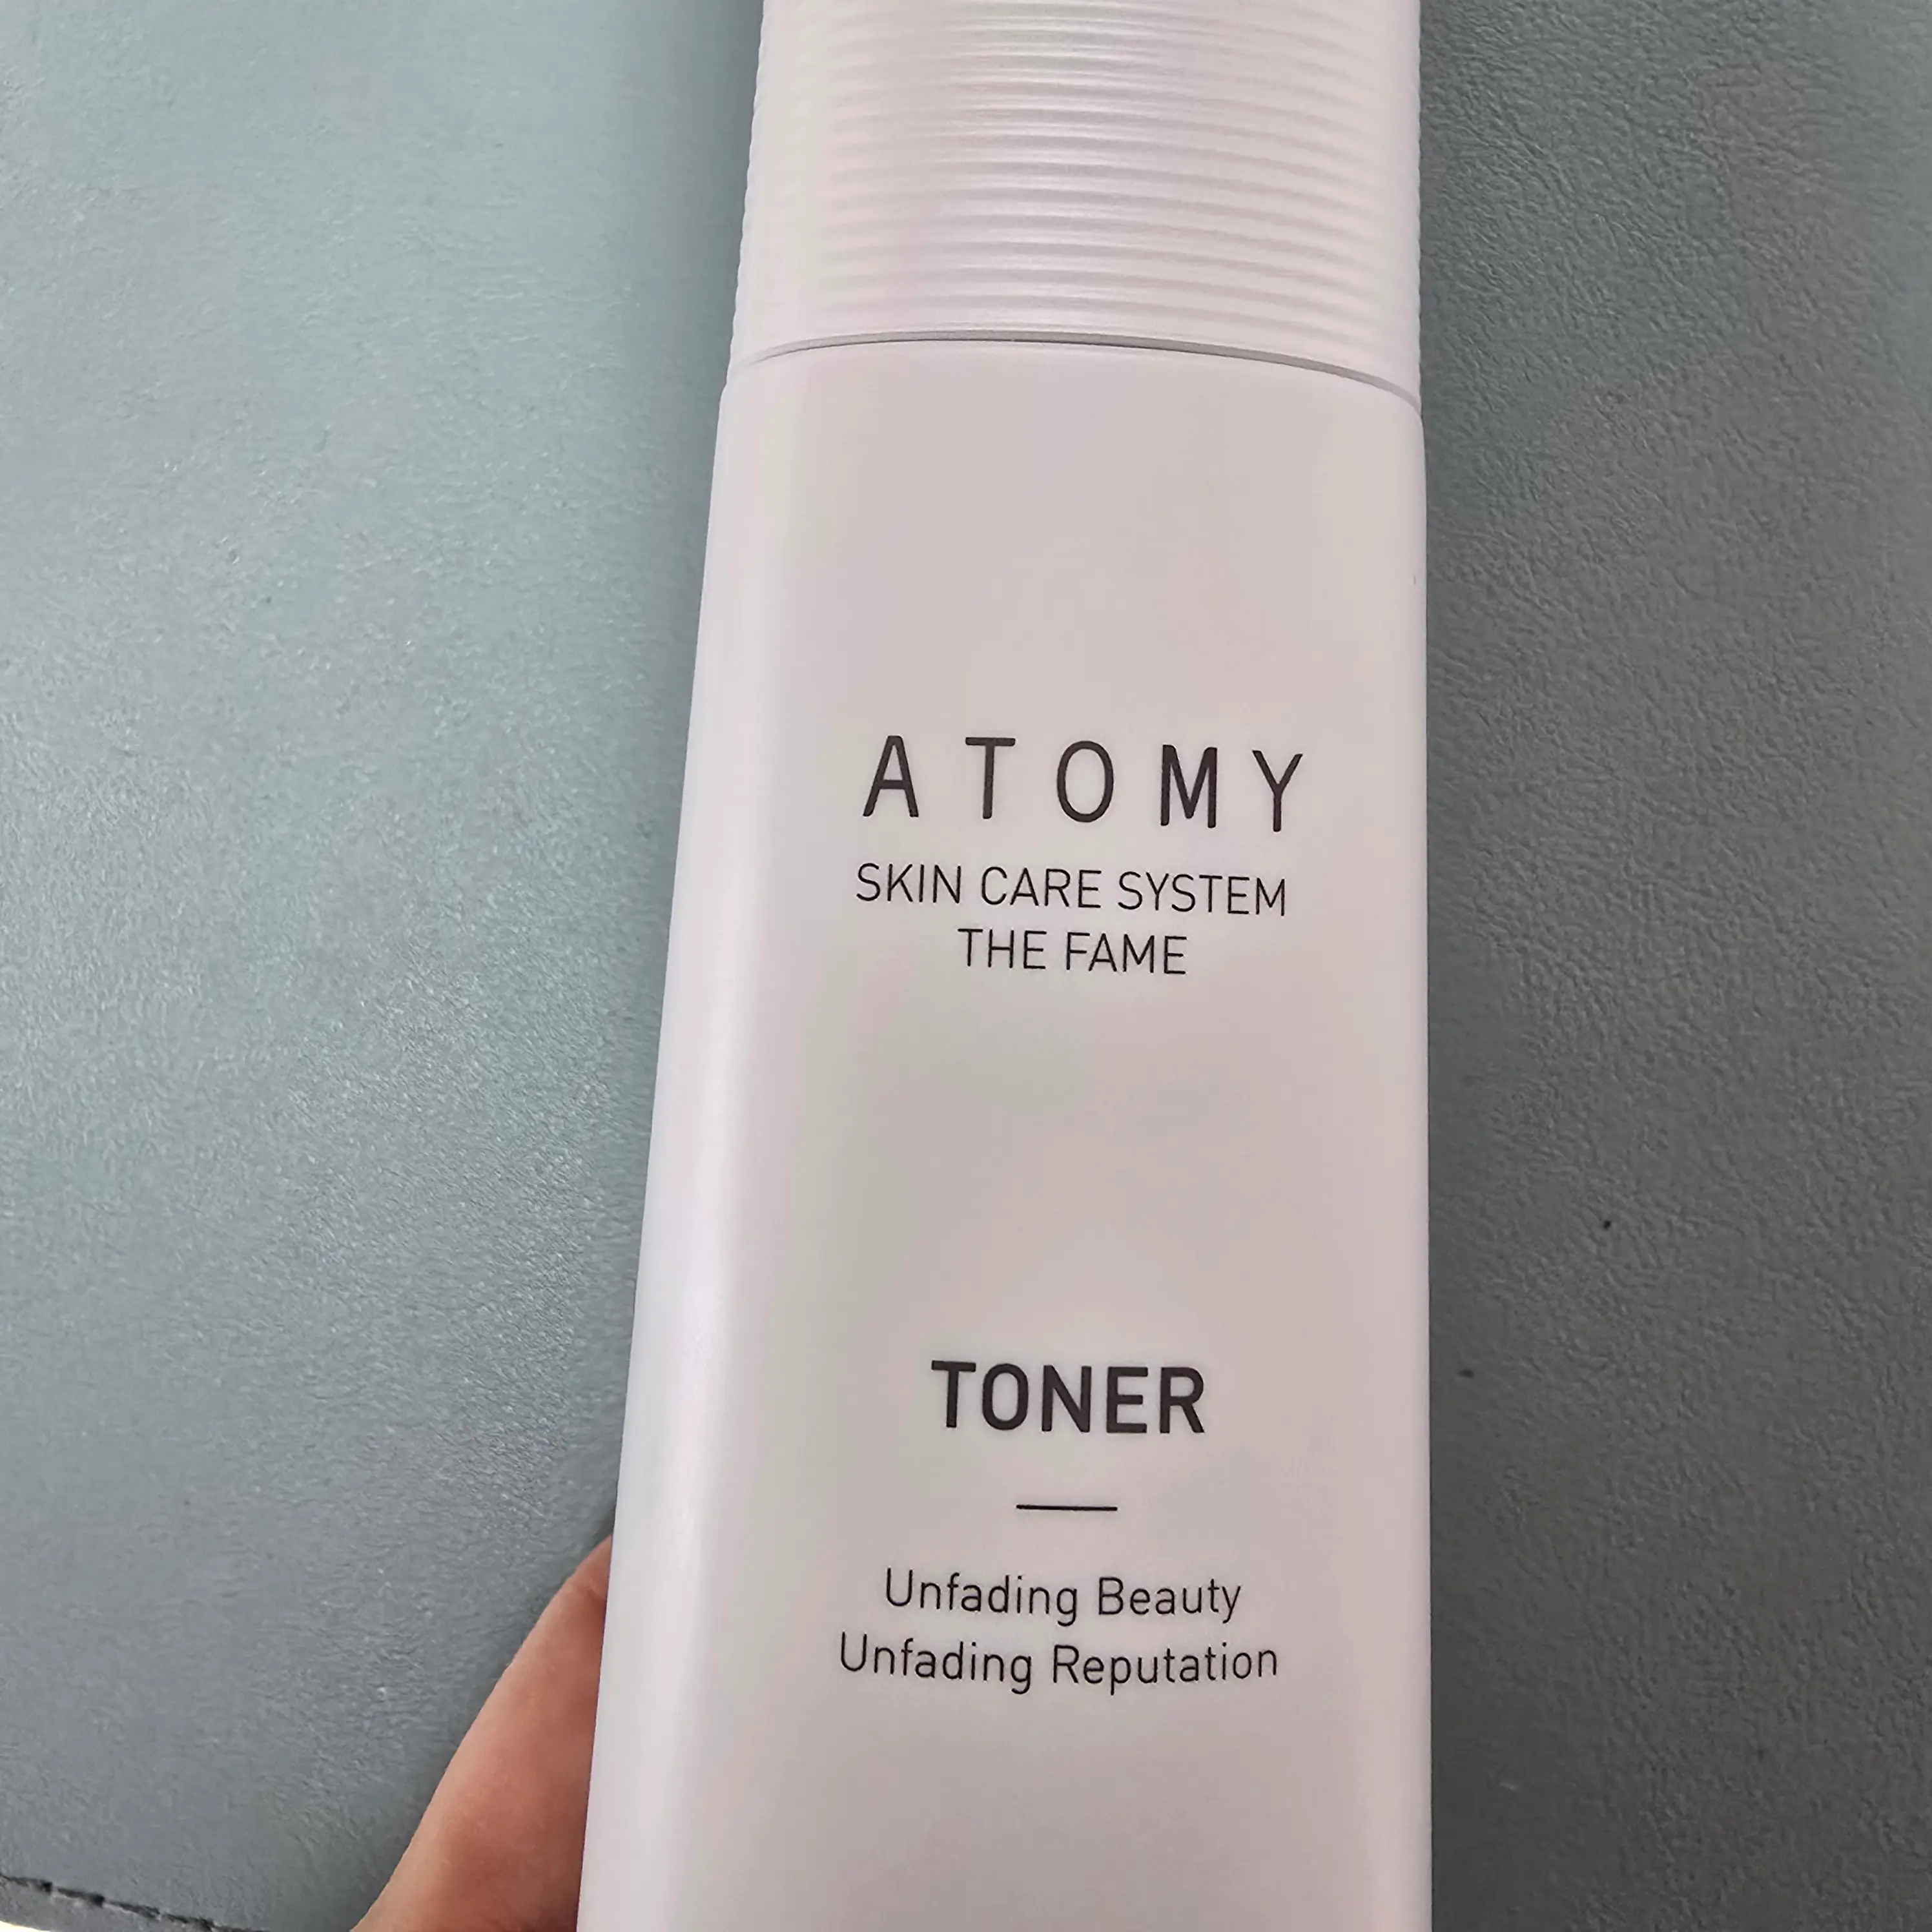 ATOMY
SKIN CARE SYSTEM
THE FAME
TONER
Unfading Beauty
Unfading Reputation